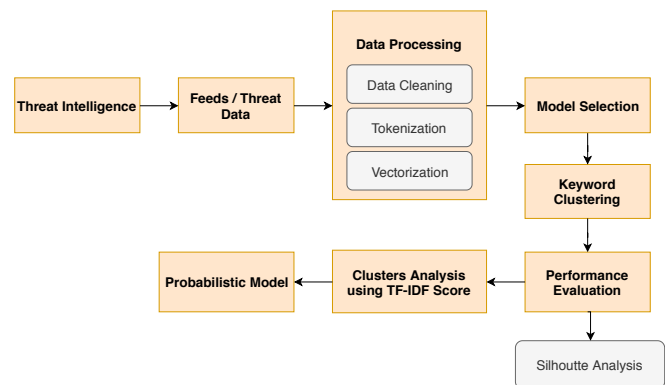 Data Processing
Data Cleaning
Threat Intelligence
Feeds / Threat
Data
Tokenization
Model Selection
Vectorization
Keyword
Clustering
Probabilistic Model
Clusters Analysis
using TF-IDF Score
Performance
Evaluation
Silhoutte Analysis